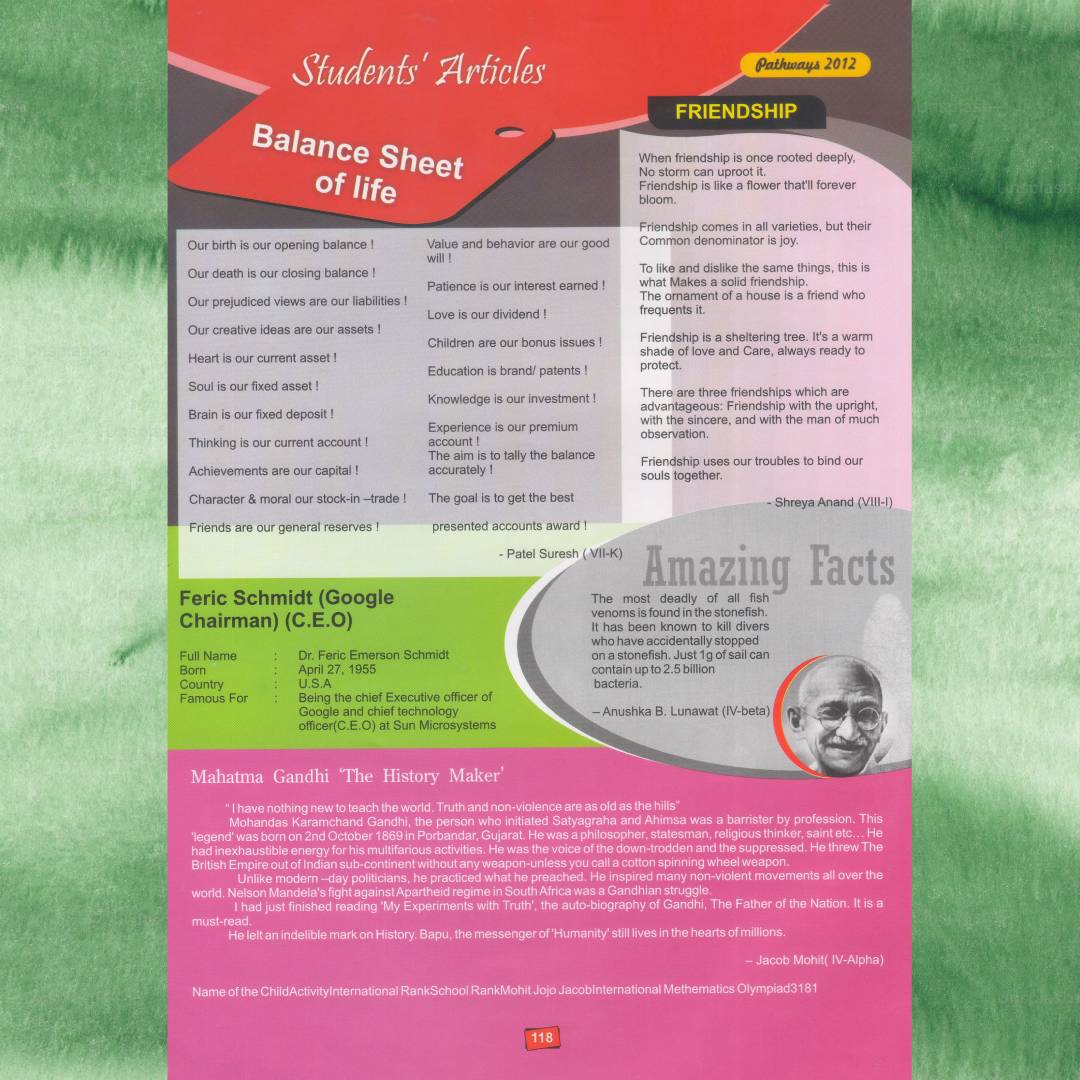 Students' Articles
Pathways 2012
Balance Sheet
of life
Our birth is our opening balance !
Our death is our closing balance !
Our prejudiced views are our liabilities !
Our creative ideas are our assets !
Heart is our current asset !
Soul is our fixed asset !
Brain is our fixed deposit !
Thinking is our current account !
Achievements are our capital !
Character & moral our stock-in –trade !
Friends are our general reserves !
Value and behavior are our good
will !
Patience is our interest earned !
Love is our dividend !
Children are our bonus issues !
Education is brand/ patents !
Knowledge is our investment !
Experience is our premium
account !
The aim is to tally the balance
accurately !
The goal is to get the best
presented accounts award !
- Patel Suresh ( VII-K)
FRIENDSHIP
When friendship is once rooted deeply,
No storm can uproot it.
Friendship is like a flower that'll forever
bloom.
Friendship comes in all varieties, but their
Common denominator is joy.
To like and dislike the same things, this is
what Makes a solid friendship.
The ornament of a house is a friend who
frequents it.
Friendship is a sheltering tree. It's a warm
shade of love and Care, always ready to
protect.
There are three friendships which are
advantageous: Friendship with the upright,
with the sincere, and with the man of much
observation.
Friendship uses our troubles to bind our
souls together.
- Shreya Anand (VIII-I)
Amazing Facts
The most deadly of all fish
venoms is found in the stonefish.
It has been known to kill divers
who have accidentally stopped
on a stonefish. Just 1g of sail can
contain up to 2.5 billion
bacteria.
– Anushka B. Lunawat (IV-beta)
Feric Schmidt (Google
Chairman) (C.E.O)
Full Name : Dr. Feric Emerson Schmidt
Born : April 27, 1955
Country : U.S.A
Famous For : Being the chief Executive officer of
Google and chief technology
officer(C.E.O) at Sun Microsystems
Mahatma Gandhi 'The History Maker'
" I have nothing new to teach the world. Truth and non-violence are as old as the hills"
Mohandas Karamchand Gandhi, the person who initiated Satyagraha and Ahimsa was a barrister by profession. This
'legend' was born on 2nd October 1869 in Porbandar, Gujarat. He was a philosopher, statesman, religious thinker, saint etc… He
had inexhaustible energy for his multifarious activities. He was the voice of the down-trodden and the suppressed. He threw The
British Empire out of Indian sub-continent without any weapon-unless you call a cotton spinning wheel weapon.
Unlike modern –day politicians, he practiced what he preached. He inspired many non-violent movements all over the
world. Nelson Mandela's fight against Apartheid regime in South Africa was a Gandhian struggle.
I had just finished reading 'My Experiments with Truth', the auto-biography of Gandhi, The Father of the Nation. It is a
must-read.
He lelt an indelible mark on History. Bapu, the messenger of 'Humanity' still lives in the hearts of millions.
– Jacob Mohit( IV-Alpha)
Name of the ChildActivityInternational RankSchool RankMohit Jojo JacobInternational Methematics Olympiad3181
118